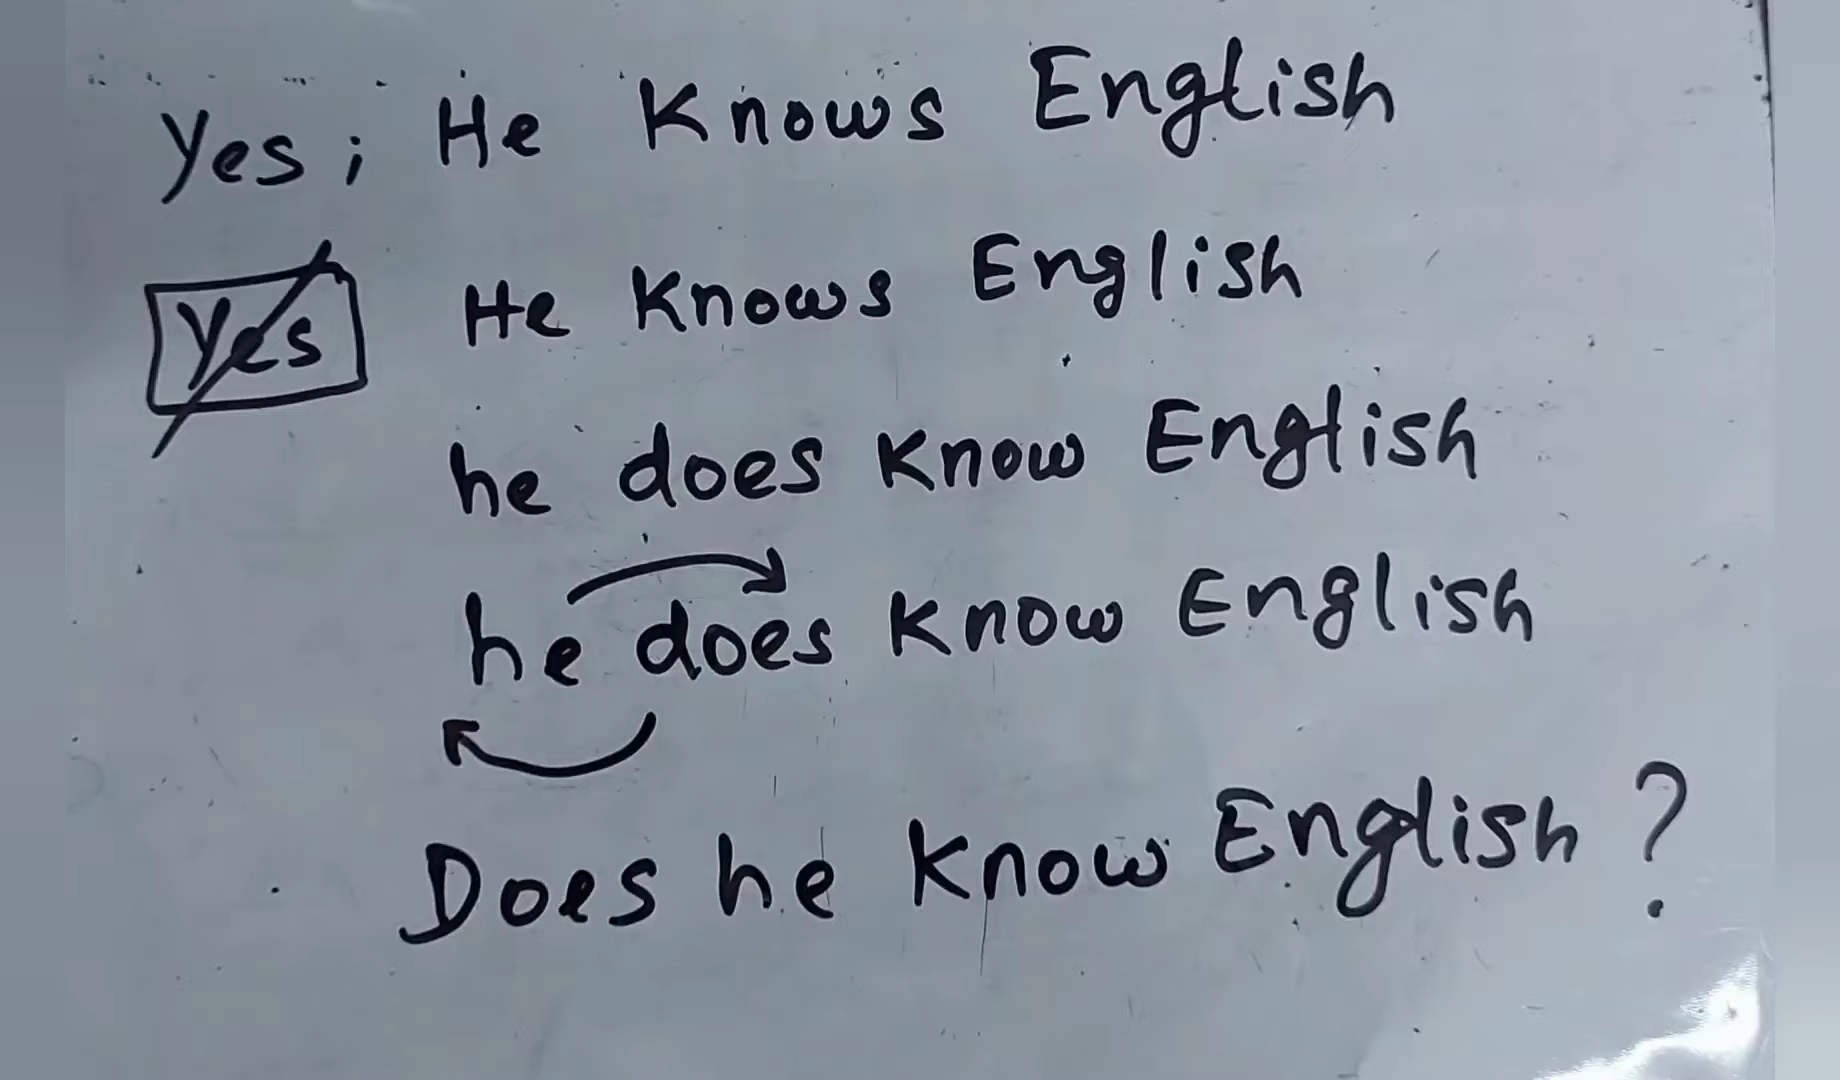 Yes; He Knows English
Yes He Knows English
he does Know English
he does Know English
Does he Know English ?